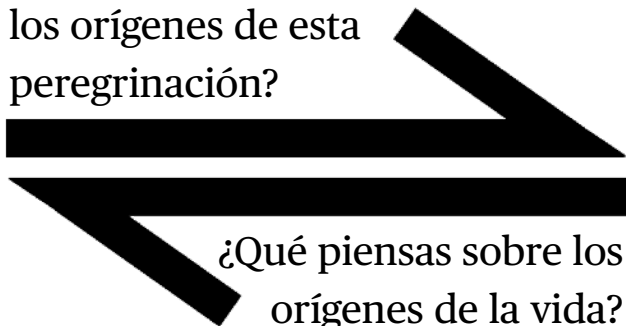 los orígenes de esta
peregrinación?
¿Qué piensas sobre los
orígenes de la vida?